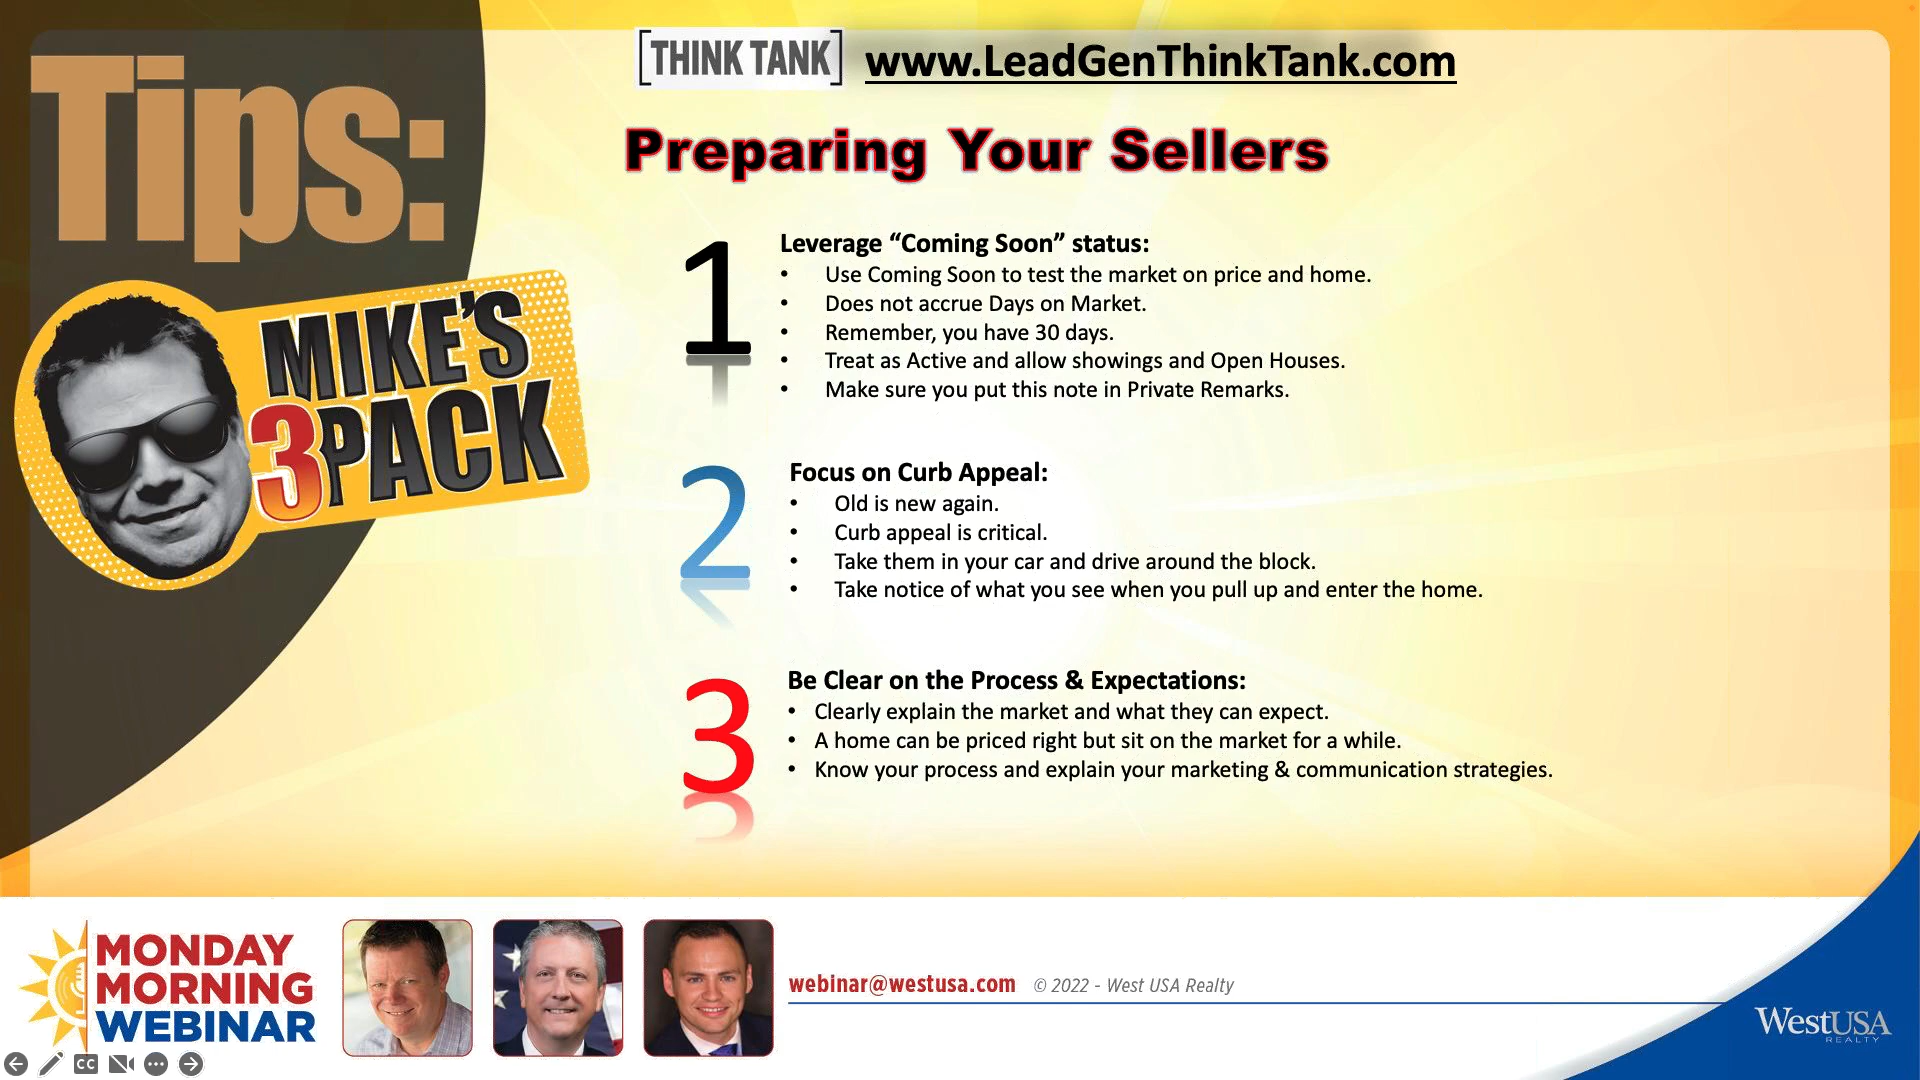 Tips:
[THINK TANK] www.LeadGenThinkTank.com
Preparing Your Sellers
MIKE'S
3PACK
1
Leverage “Coming Soon” status:
• Use Coming Soon to test the market on price and home.
• Does not accrue Days on Market.
• Remember, you have 30 days.
• Treat as Active and allow showings and Open Houses.
• Make sure you put this note in Private Remarks.
2
Focus on Curb Appeal:
• Old is new again.
• Curb appeal is critical.
• Take them in your car and drive around the block.
• Take notice of what you see when you pull up and enter the home.
3
Be Clear on the Process & Expectations:
• Clearly explain the market and what they can expect.
• A home can be priced right but sit on the market for a while.
• Know your process and explain your marketing & communication strategies.
MONDAY
MORNING
WEBINAR
webinar@westusa.com © 2022 - West USA Realty
WestUSA
REALTY
CC